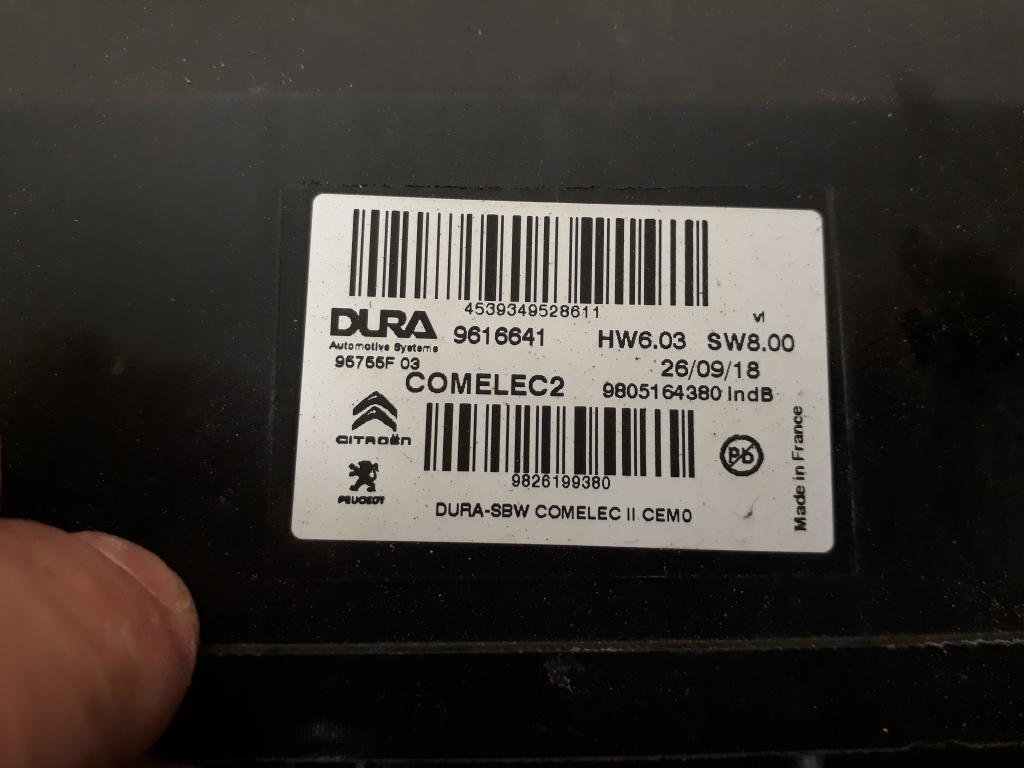 4539349528611
vI
DURA 9616641 HW6.03 SW8.00
Automotive Systems
95755F 03 26/09/18
COMELEC2 9805164380 IndB
CITROËN
9826199380
PEUGEOT
DURA-SBW COMELEC II CEM0
Pb
Made in France